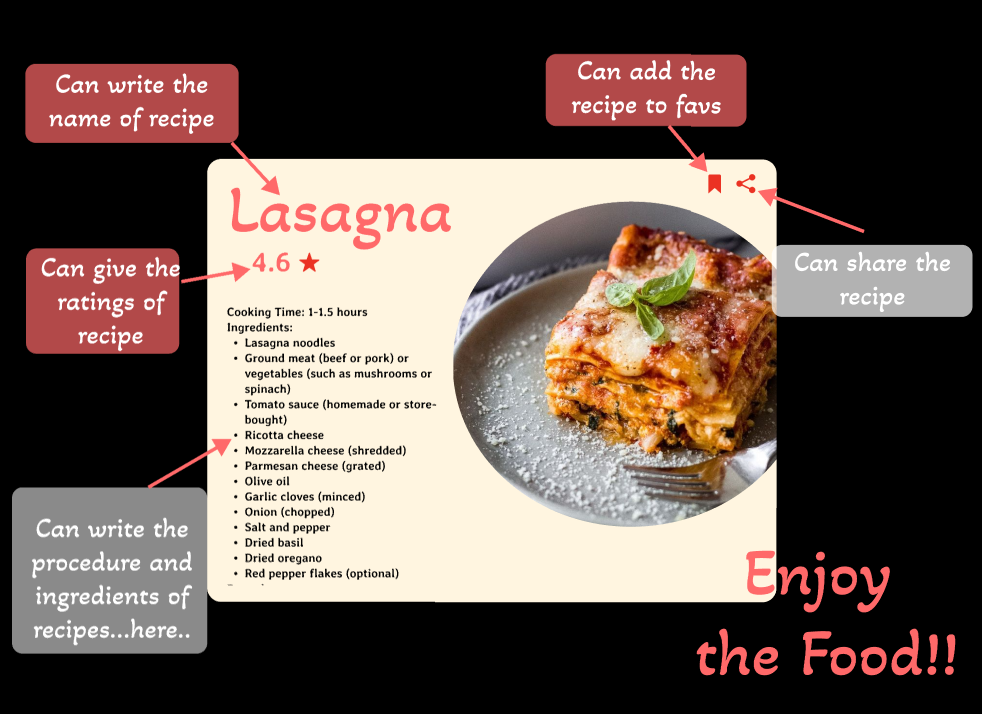 Can write the
name of recipe
Can add the
recipe to favs
Lasagna
4.6
Can give the
ratings of
recipe
Can share the
recipe
Cooking Time: 1-1.5 hours
Ingredients:
• Lasagna noodles
• Ground meat (beef or pork) or
vegetables (such as mushrooms or
spinach)
• Tomato sauce (homemade or store-
bought)
• Ricotta cheese
• Mozzarella cheese (shredded)
• Parmesan cheese (grated)
• Olive oil
• Garlic cloves (minced)
• Onion (chopped)
• Salt and pepper
• Dried basil
• Dried oregano
• Red pepper flakes (optional)
Can write the
procedure and
ingredients of
recipes...here..
Enjoy
the Food!!